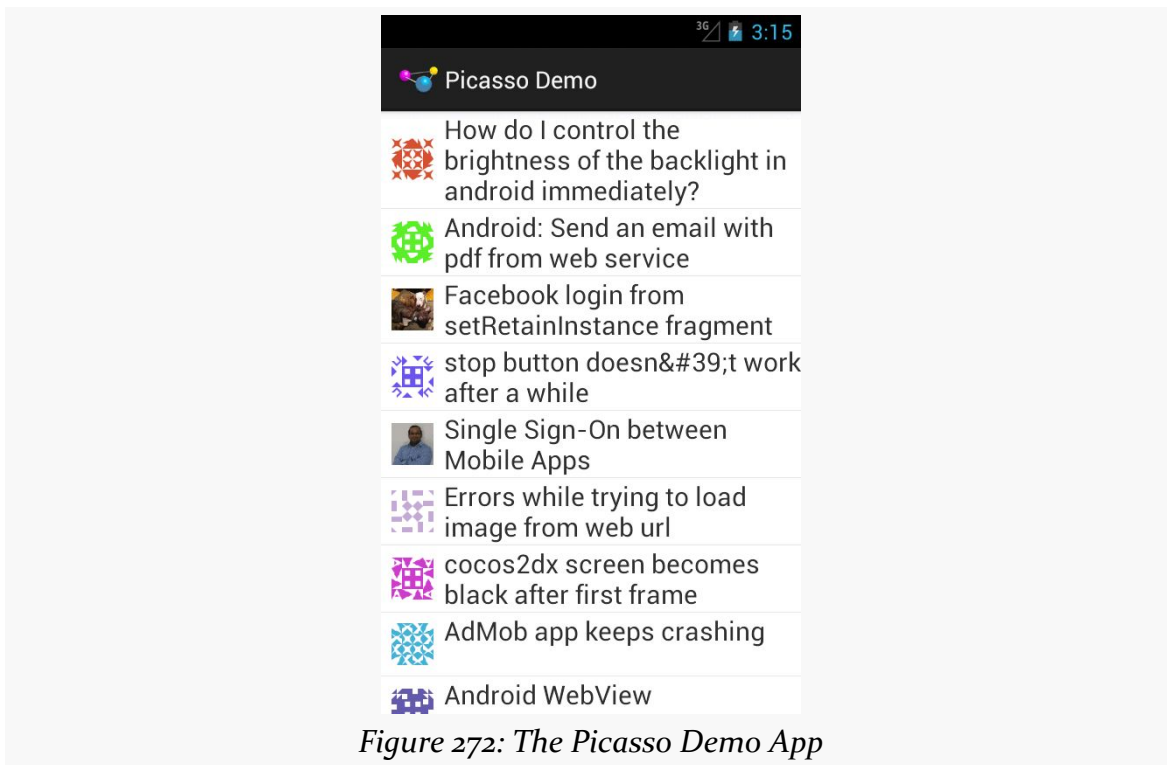 3G 3:15
Picasso Demo
How do I control the
brightness of the backlight in
android immediately?
Android: Send an email with
pdf from web service
Facebook login from
setRetainInstance fragment
stop button doesn&#39;t work
after a while
Single Sign-On between
Mobile Apps
Errors while trying to load
image from web url
cocos2dx screen becomes
black after first frame
AdMob app keeps crashing
Android WebView
Figure 272: The Picasso Demo App